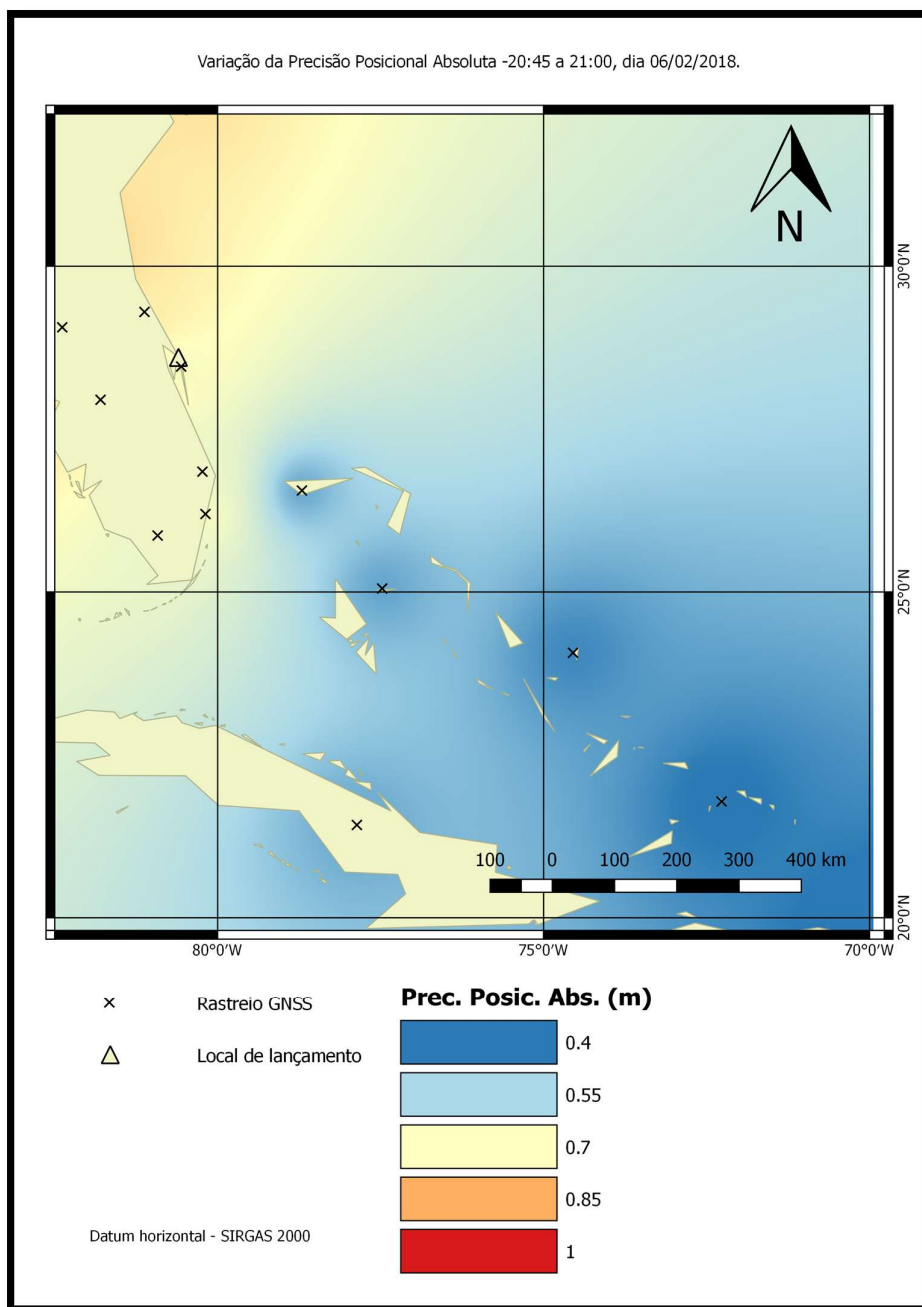 Variação da Precisão Posicional Absoluta -20:45 a 21:00, dia 06/02/2018.
N
30°0'N
25°0'N
100 0 100 200 300 400 km
20°0'N
80°0'W 75°0'W 70°0'W
Rastreio GNSS
Local de lançamento
Prec. Posic. Abs. (m)
0.4
0.55
0.7
0.85
1
Datum horizontal - SIRGAS 2000